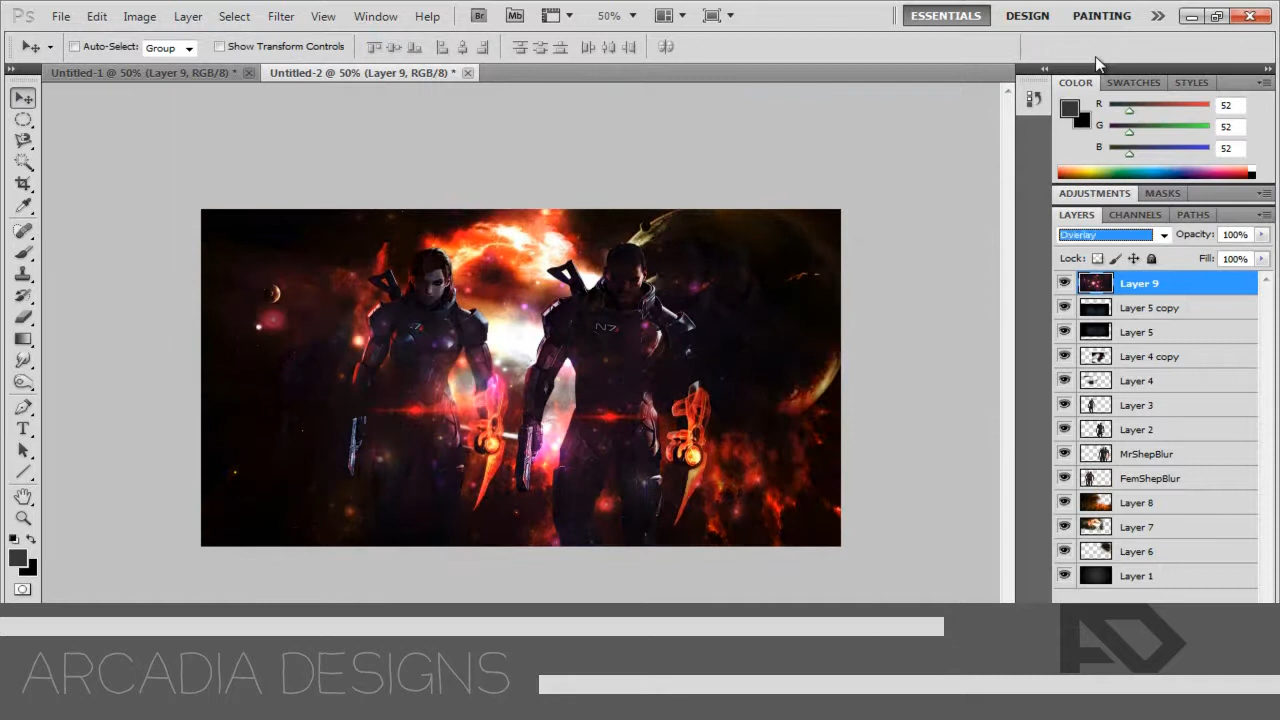 Ps File Edit Image Layer Select Filter View Window Help Br Mb 50% ESSENTIALS DESIGN PAINTING
Auto-Select: Group Show Transform Controls
Untitled-1 @ 50% (Layer 9, RGB/8) * Untitled-2 @ 50% (Layer 9, RGB/8) *
COLOR SWATCHES STYLES
R 52
G 52
B 52
ADJUSTMENTS MASKS
LAYERS CHANNELS PATHS
Overlay Opacity: 100%
Lock: Fill: 100%
Layer 9
Layer 5 copy
Layer 5
Layer 4 copy
Layer 4
Layer 3
Layer 2
MrShepBlur
FemShepBlur
Layer 8
Layer 7
Layer 6
Layer 1
N7
ARCADIA DESIGNS
AD